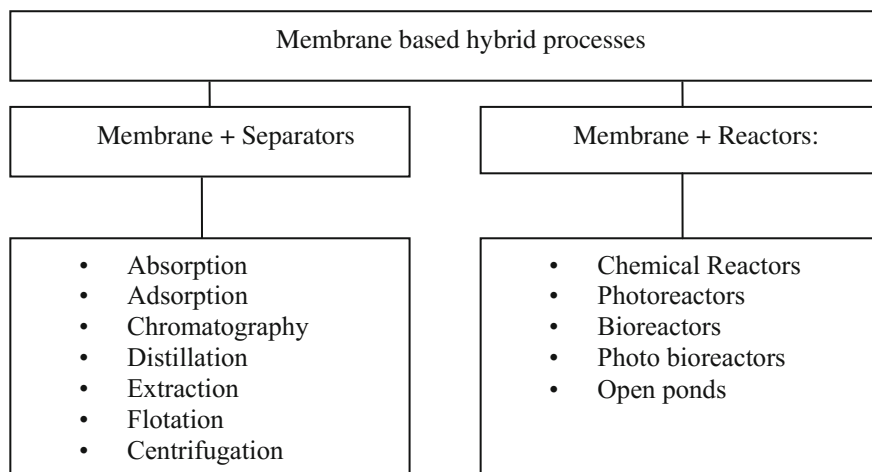 Membrane based hybrid processes
Membrane + Separators
Membrane + Reactors:
• Absorption
• Adsorption
• Chromatography
• Distillation
• Extraction
• Flotation
• Centrifugation
• Chemical Reactors
• Photoreactors
• Bioreactors
• Photo bioreactors
• Open ponds